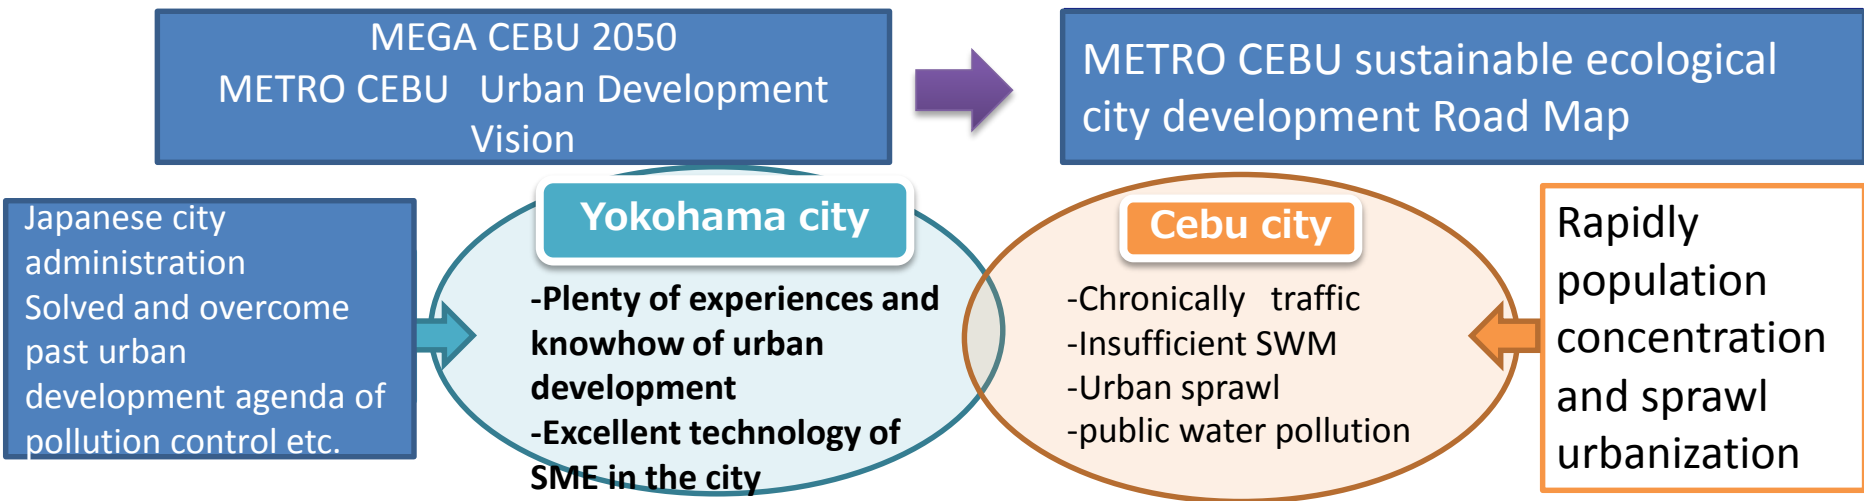 MEGA CEBU 2050
METRO CEBU Urban Development
Vision
METRO CEBU sustainable ecological
city development Road Map
Japanese city
administration
Solved and overcome
past urban
development agenda of
pollution control etc.
Yokohama city
-Plenty of experiences and
knowhow of urban
development
-Excellent technology of
SME in the city
Cebu city
-Chronically traffic
-Insufficient SWM
-Urban sprawl
-public water pollution
Rapidly
population
concentration
and sprawl
urbanization